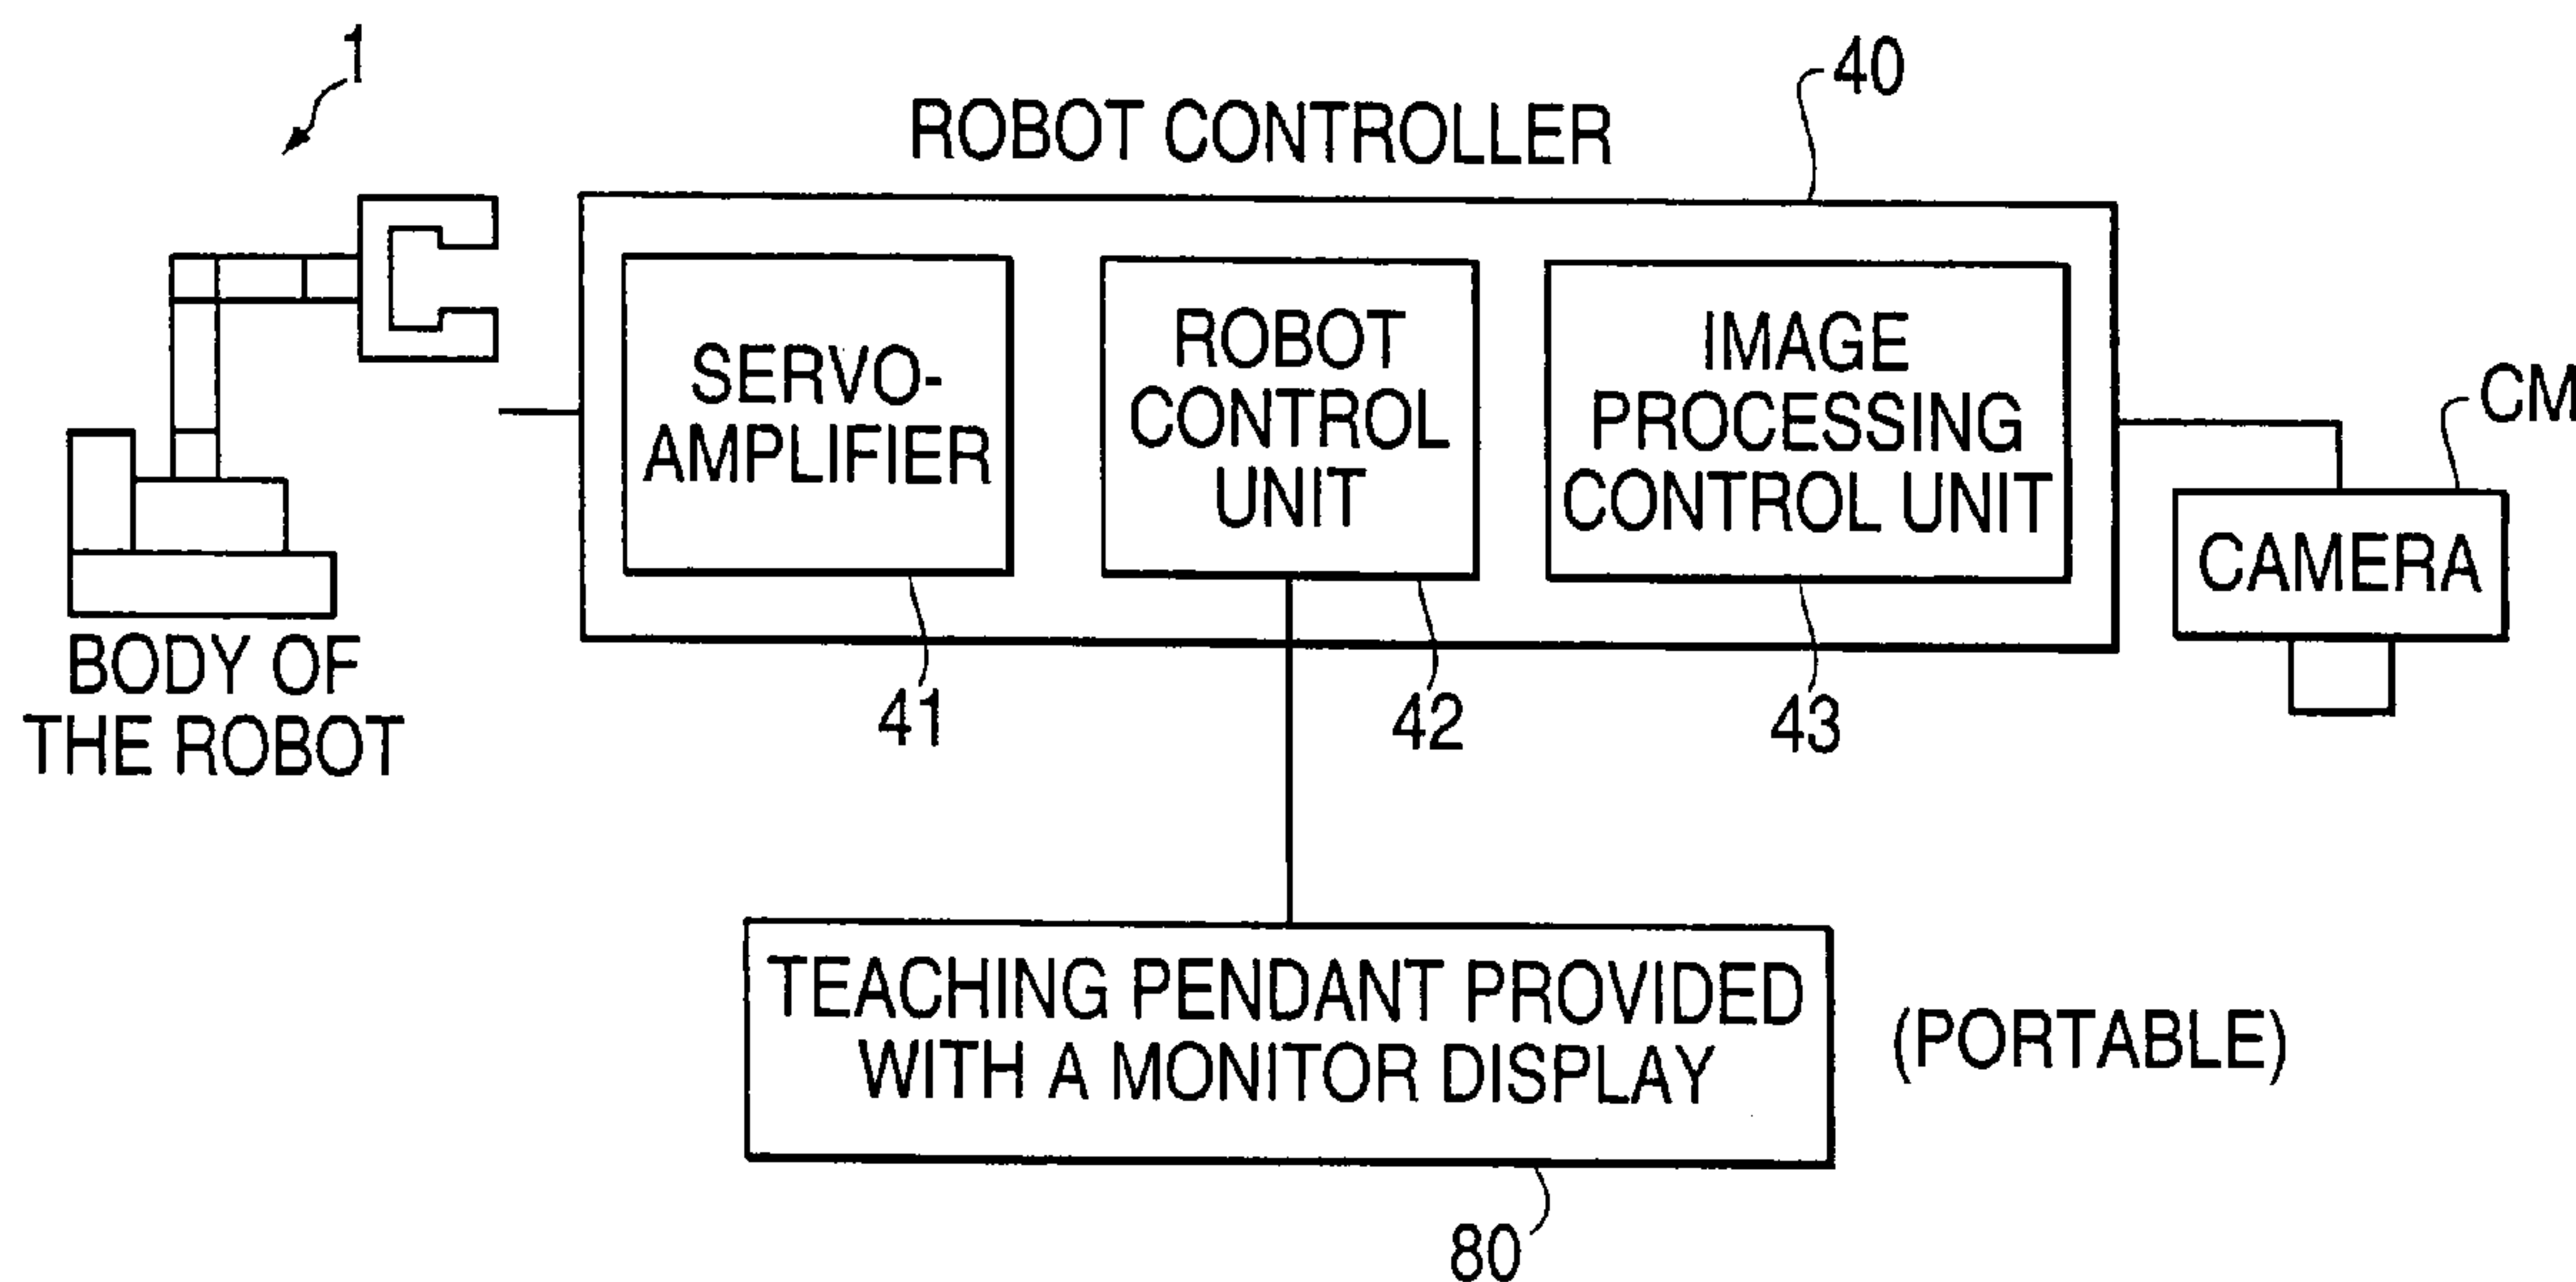 1
40
ROBOT CONTROLLER
SERVO-
AMPLIFIER
ROBOT
CONTROL
UNIT
IMAGE
PROCESSING
CONTROL UNIT
CM
CAMERA
BODY OF
THE ROBOT
41
42
43
TEACHING PENDANT PROVIDED
WITH A MONITOR DISPLAY
(PORTABLE)
80